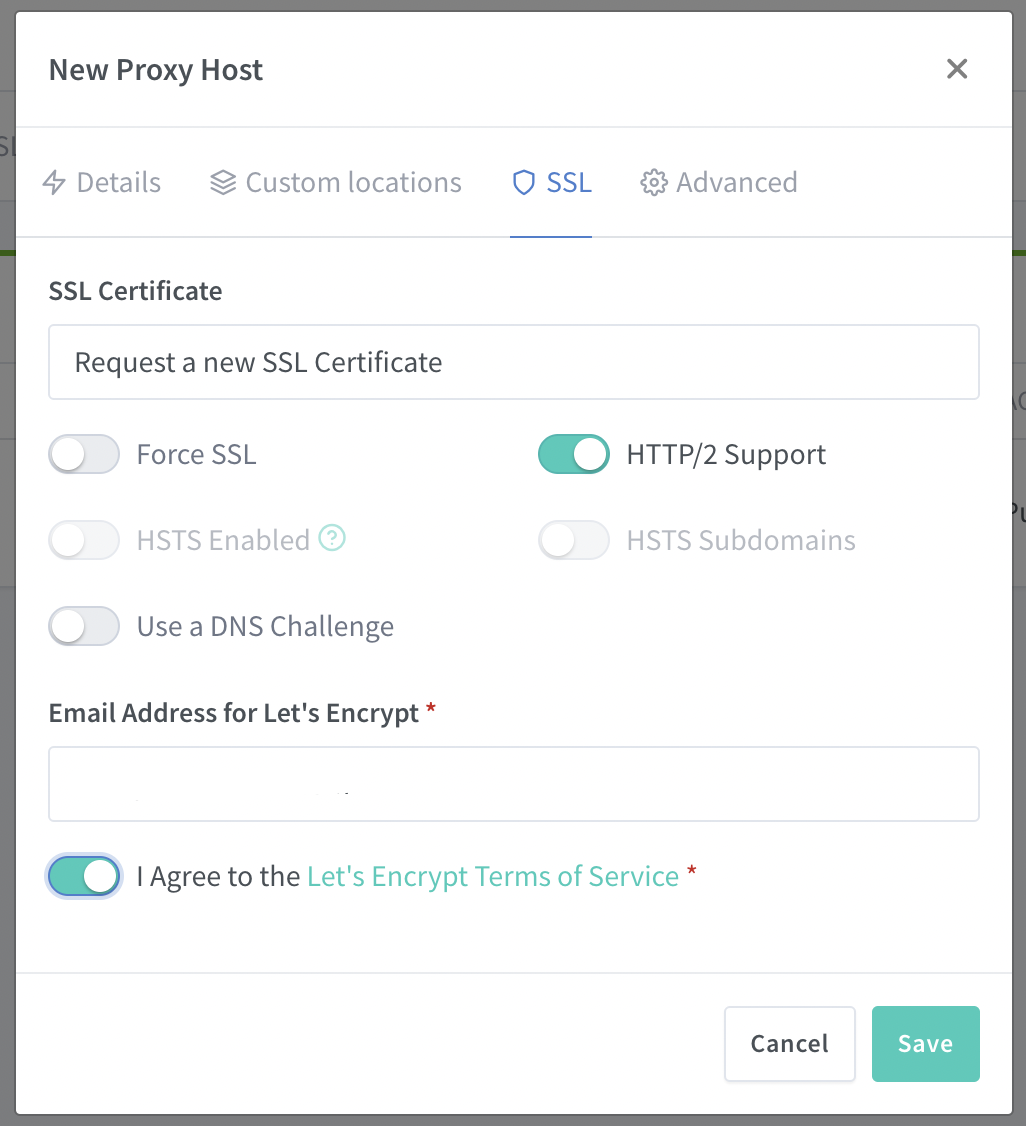 New Proxy Host
Details Custom locations SSL Advanced
SSL Certificate
Request a new SSL Certificate
Force SSL HTTP/2 Support
HSTS Enabled ? HSTS Subdomains
Use a DNS Challenge
Email Address for Let's Encrypt *
I Agree to the Let's Encrypt Terms of Service *
Cancel Save